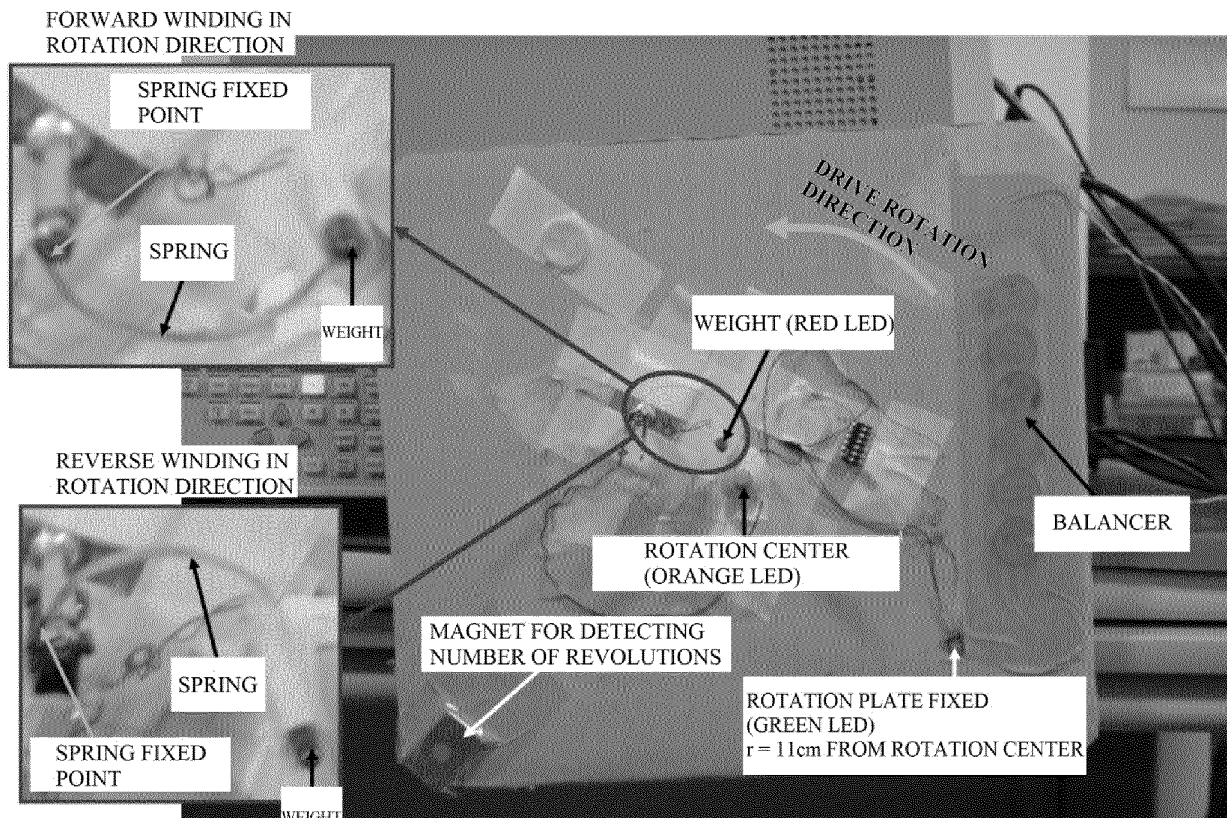 FORWARD WINDING IN
ROTATION DIRECTION
SPRING FIXED
POINT
SPRING
WEIGHT
DRIVE ROTATION
DIRECTION
WEIGHT (RED LED)
REVERSE WINDING IN
ROTATION DIRECTION
SPRING
SPRING FIXED
POINT
WEIGHT
ROTATION CENTER
(ORANGE LED)
BALANCER
MAGNET FOR DETECTING
NUMBER OF REVOLUTIONS
ROTATION PLATE FIXED
(GREEN LED)
r = 11cm FROM ROTATION CENTER